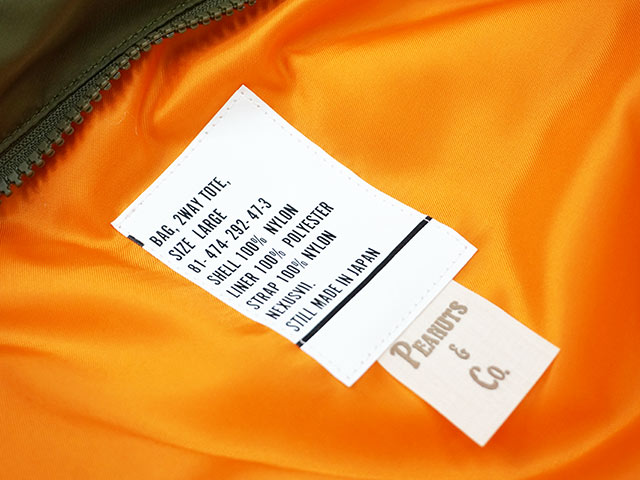 BAG, 2WAY TOTE,
SIZE LARGE
81-474-292-47-3
SHELL 100% NYLON
LINER 100% POLYESTER
STRAP 100% NYLON
NEXUSVII.
STILL MADE IN JAPAN
PEANUTS
&
CO.